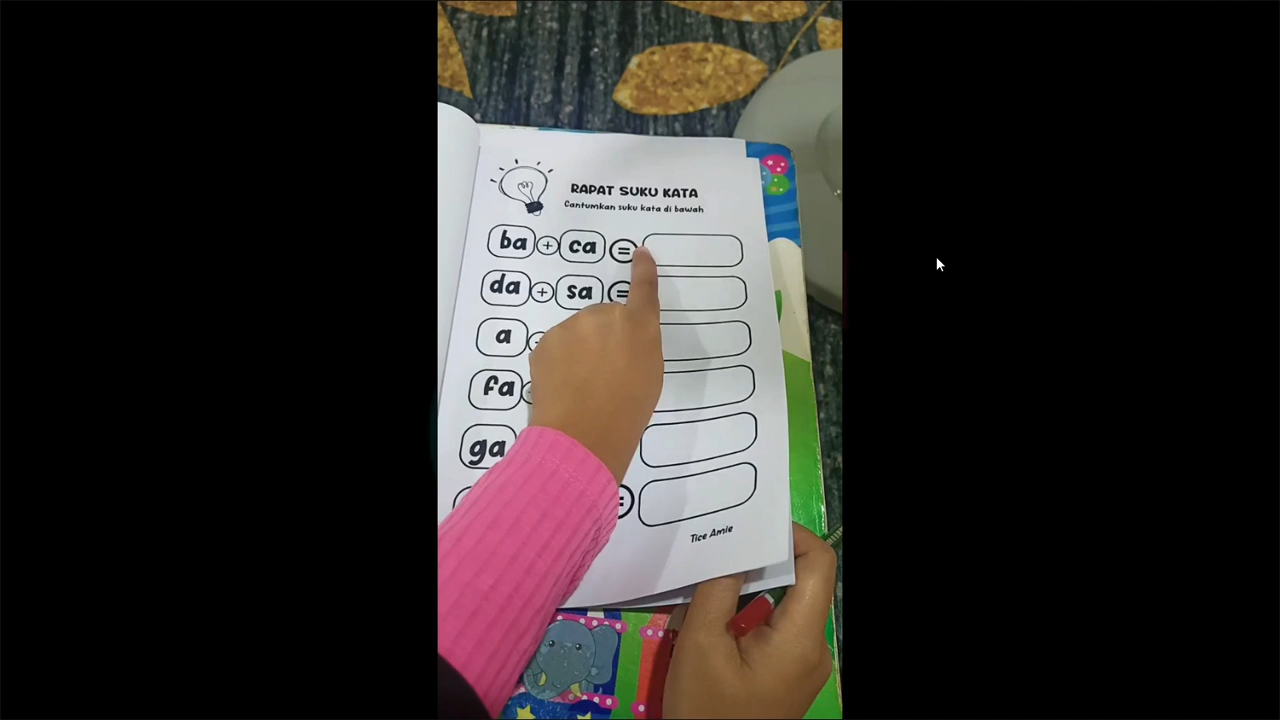 RAPAT SUKU KATA
Cantumkan suku kata di bawah
ba + ca =
da + sa =
a
fa
ga
=
Tice Amie